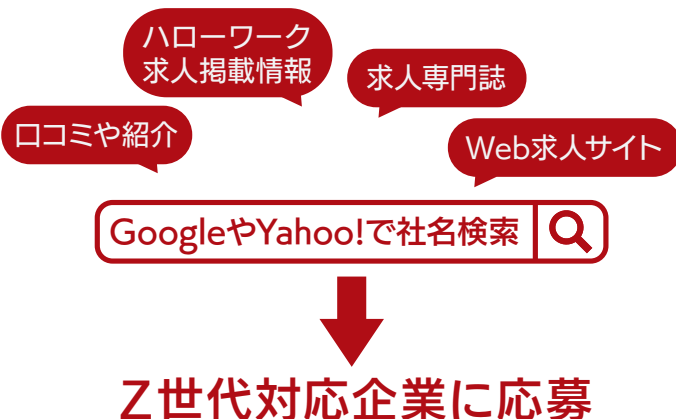 ハローワーク
求人掲載情報
求人専門誌
口コミや紹介
Web求人サイト
GoogleやYahoo!で社名検索
Z世代対応企業に応募